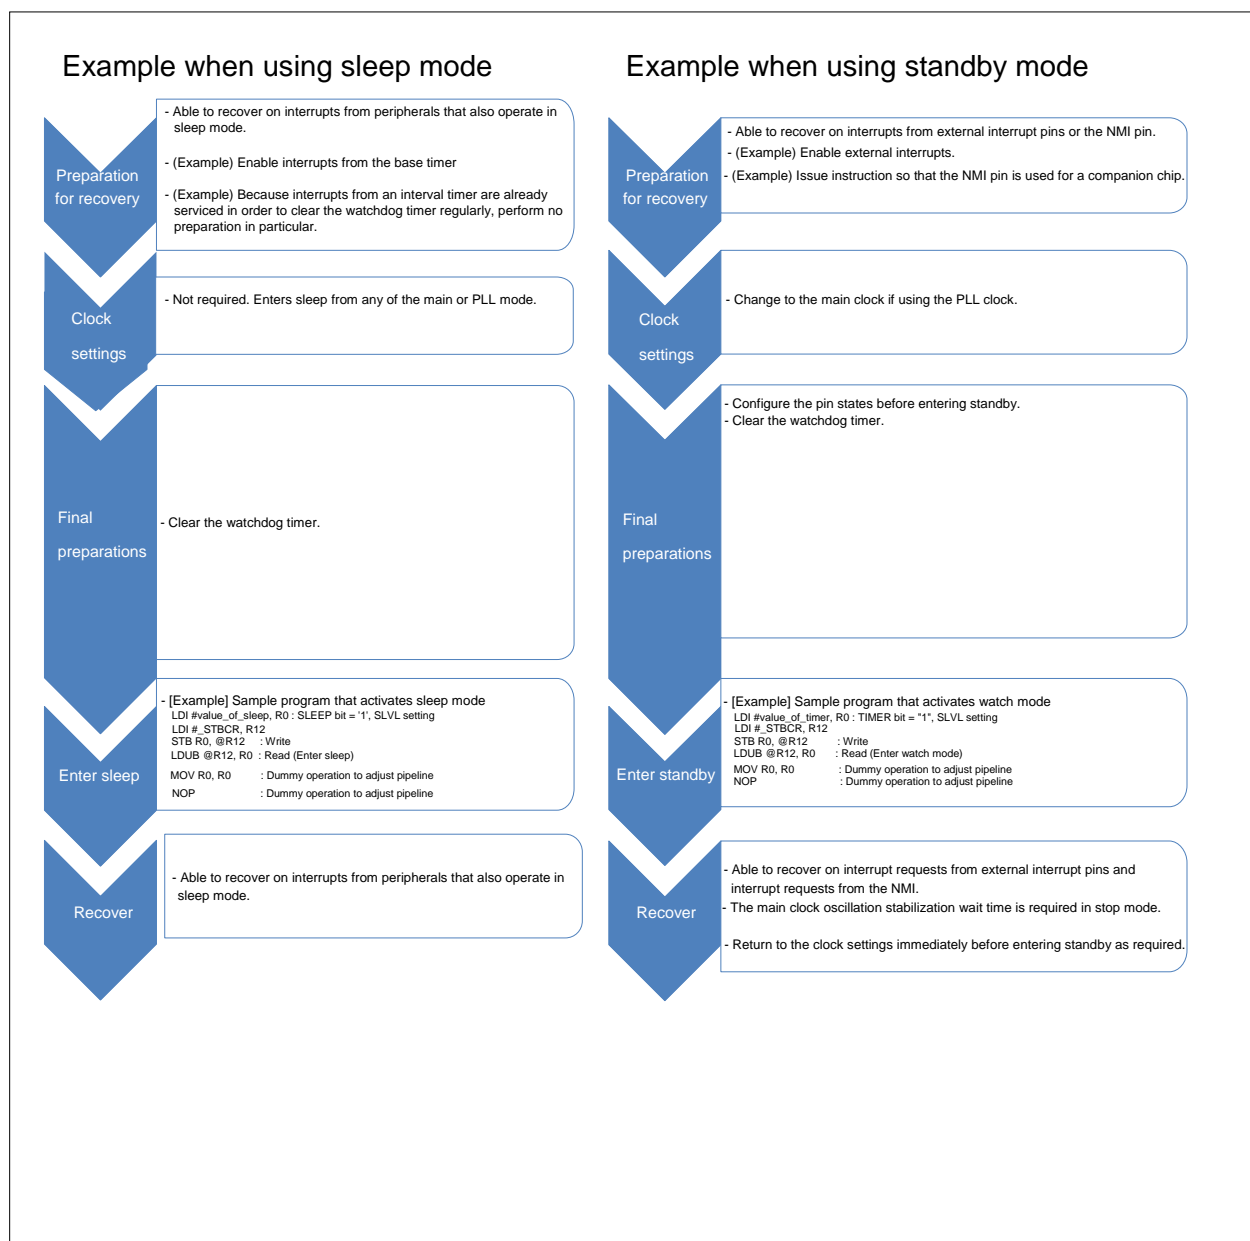 Example when using sleep mode
Preparation
for recovery
- Able to recover on interrupts from peripherals that also operate in
sleep mode.
- (Example) Enable interrupts from the base timer
- (Example) Because interrupts from an interval timer are already
serviced in order to clear the watchdog timer regularly, perform no
preparation in particular.
Clock
settings
- Not required. Enters sleep from any of the main or PLL mode.
Final
preparations
- Clear the watchdog timer.
Enter sleep
- [Example] Sample program that activates sleep mode
LDI #value_of_sleep, R0 : SLEEP bit = '1', SLVL setting
LDI #_STBCR, R12
STB R0, @R12 : Write
LDUB @R12, R0 : Read (Enter sleep)
MOV R0, R0 : Dummy operation to adjust pipeline
NOP : Dummy operation to adjust pipeline
Recover
- Able to recover on interrupts from peripherals that also operate in
sleep mode.
Example when using standby mode
Preparation
for recovery
- Able to recover on interrupts from external interrupt pins or the NMI pin.
- (Example) Enable external interrupts.
- (Example) Issue instruction so that the NMI pin is used for a companion chip.
Clock
settings
- Change to the main clock if using the PLL clock.
Final
preparations
- Configure the pin states before entering standby.
- Clear the watchdog timer.
Enter standby
- [Example] Sample program that activates watch mode
LDI #value_of_timer, R0 : TIMER bit = "1", SLVL setting
LDI #_STBCR, R12
STB R0, @R12 : Write
LDUB @R12, R0 : Read (Enter watch mode)
MOV R0, R0 : Dummy operation to adjust pipeline
NOP : Dummy operation to adjust pipeline
Recover
- Able to recover on interrupt requests from external interrupt pins and
interrupt requests from the NMI.
- The main clock oscillation stabilization wait time is required in stop mode.
- Return to the clock settings immediately before entering standby as required.